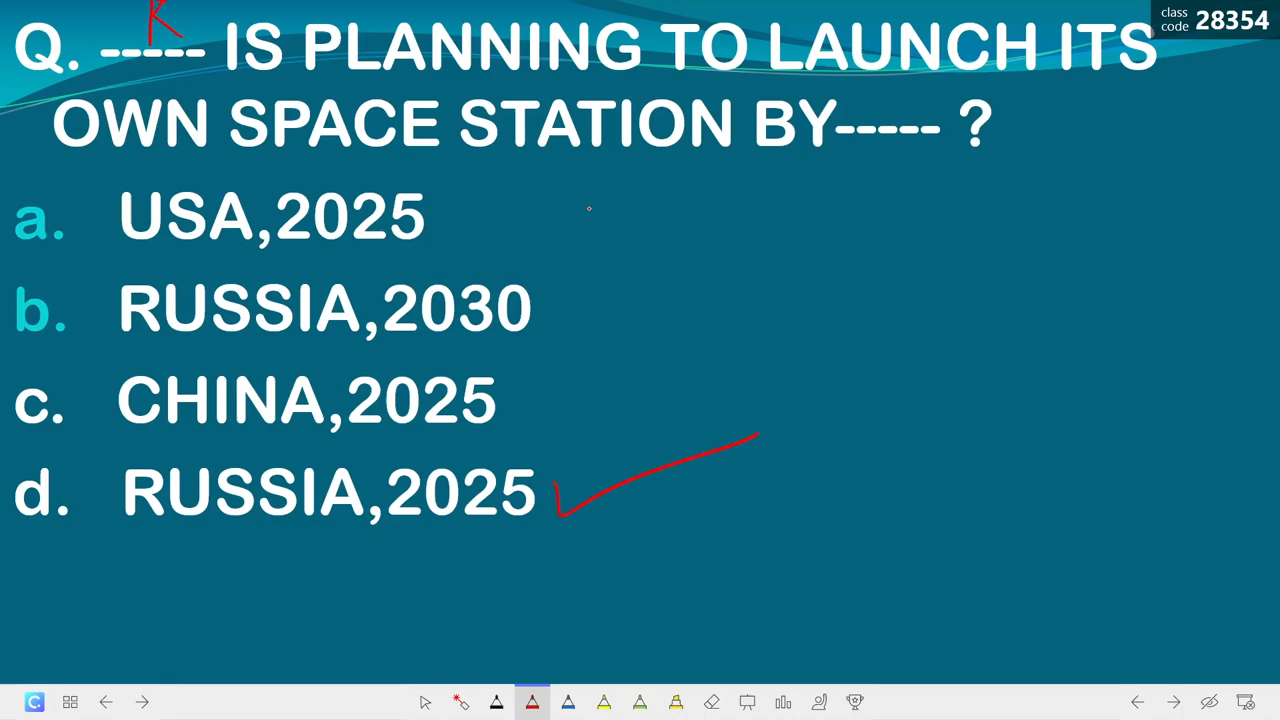 class
code 28354
R
Q. ----- IS PLANNING TO LAUNCH ITS
OWN SPACE STATION BY----- ?
a. USA,2025
b. RUSSIA,2030
c. CHINA,2025
d. RUSSIA,2025